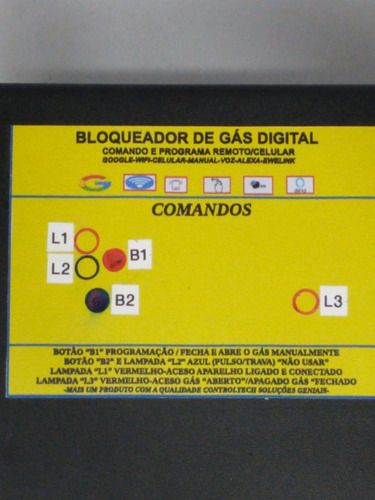 BLOQUEADOR DE GÁS DIGITAL
COMANDO E PROGRAMA REMOTO/CELULAR
GOOGLE-WIFI-CELULAR-MANUAL-VOZ-ALEXA-EWELINK
COMANDOS
L1
B1
L2
B2
L3
BOTÃO "B1" PROGRAMAÇÃO / FECHA E ABRE O GÁS MANUALMENTE
BOTÃO "B2" E LAMPADA "L2" AZUL (PULSO/TRAVA) "NÃO USAR"
LAMPADA "L1" VERMELHO-ACESO APARELHO LIGADO E CONECTADO
LAMPADA "L3" VERMELHO-ACESO GÁS "ABERTO"/APAGADO GÁS "FECHADO
-MAIS UM PRODUTO COM A QUALIDADE CONTROLTECH SOLUÇÕES GENIAIS-